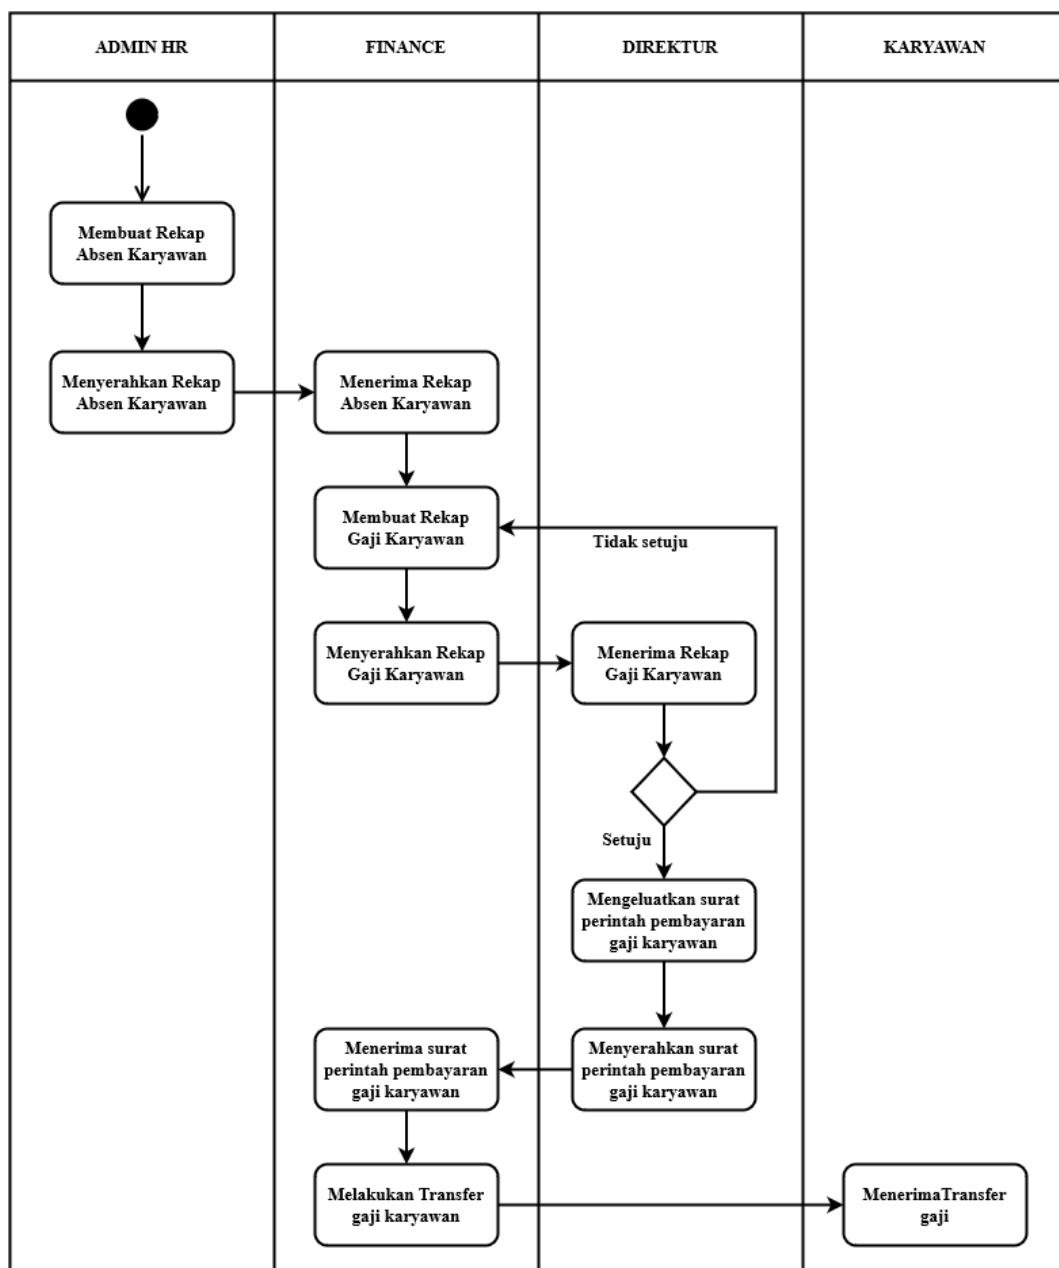 ADMIN HR
FINANCE
DIREKTUR
KARYAWAN
Membuat Rekap
Absen Karyawan
Menyerahkan Rekap
Absen Karyawan
Menerima Rekap
Absen Karyawan
Membuat Rekap
Gaji Karyawan
Tidak setuju
Menyerahkan Rekap
Gaji Karyawan
Menerima Rekap
Gaji Karyawan
Setuju
Mengeluatkan surat
perintah pembayaran
gaji karyawan
Menyerahkan surat
perintah pembayaran
gaji karyawan
Menerima surat
perintah pembayaran
gaji karyawan
Melakukan Transfer
gaji karyawan
MenerimaTransfer
gaji